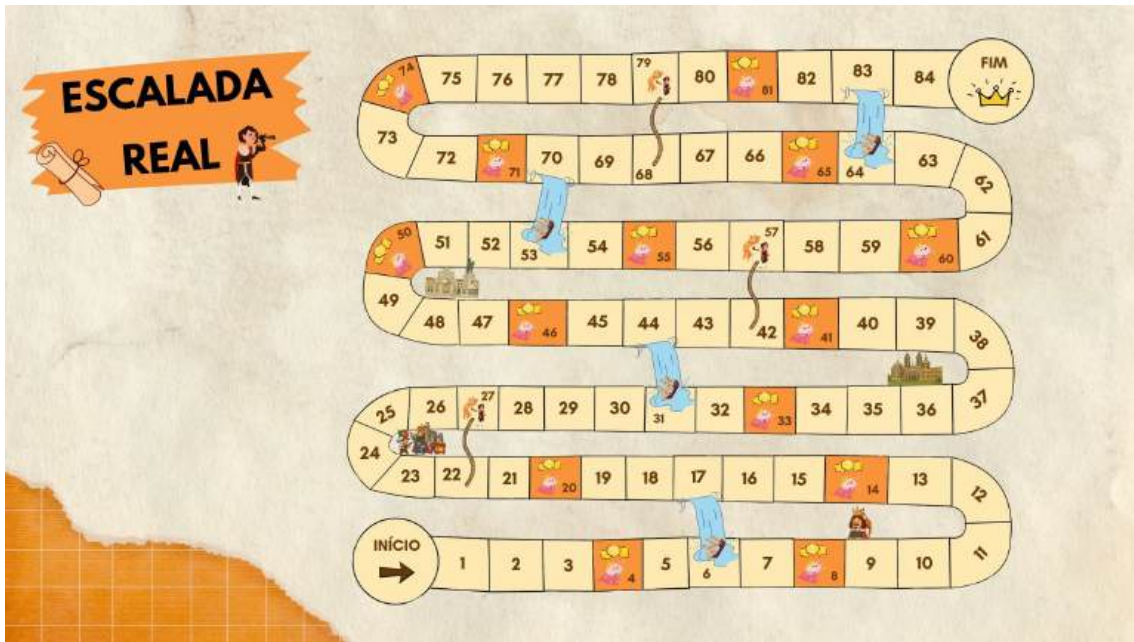 ESCALADA
REAL
74 75 76 77 78 79 80 81 82 83 84 FIM
73 72 71 70 69 68 67 66 65 64 63 62
61
50 51 52 53 54 55 56 57 58 59 60
49 48 47 46 45 44 43 42 41 40 39 38
37
25 26 27 28 29 30 31 32 33 34 35 36
24 23 22 21 20 19 18 17 16 15 14 13 12
11
INÍCIO 1 2 3 4 5 6 7 8 9 10